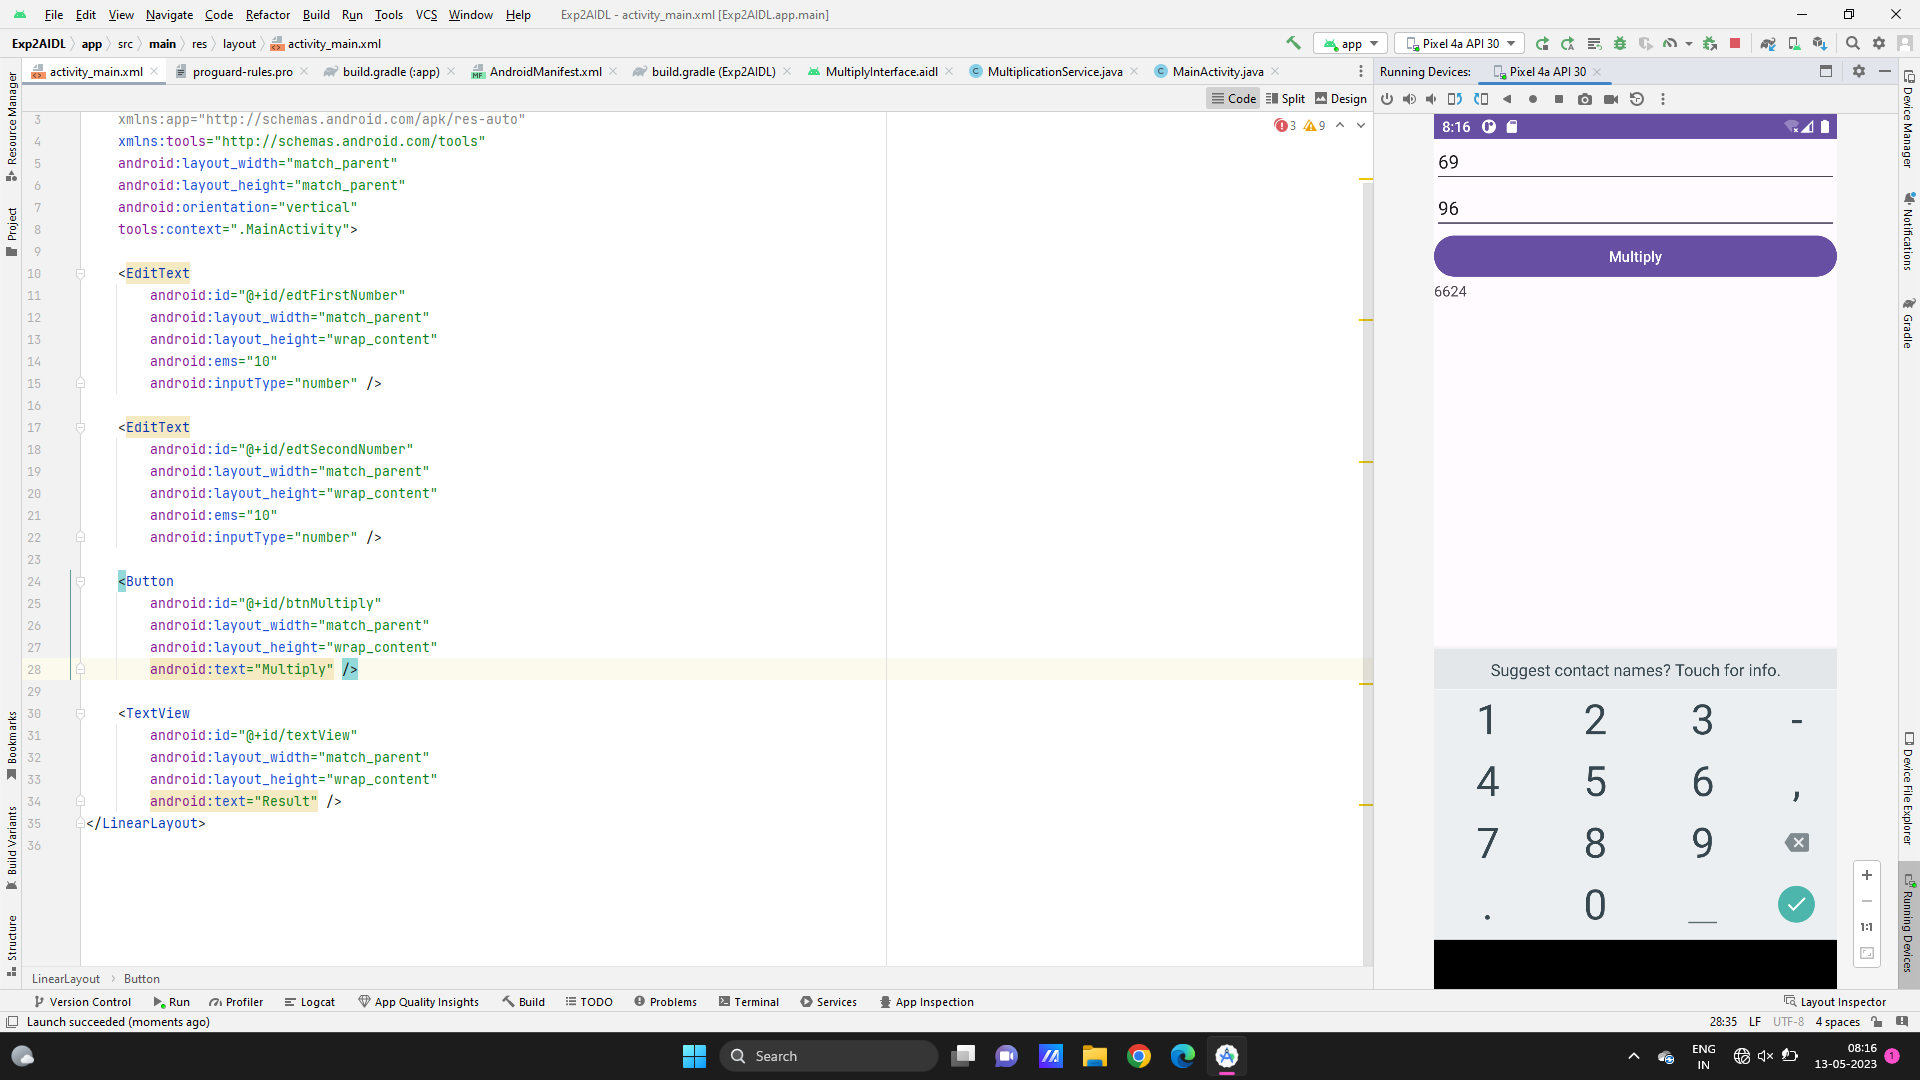 File Edit View Navigate Code Refactor Build Run Tools VCS Window Help Exp2AIDL - activity_main.xml [Exp2AIDL.app.main]
Exp2AIDL app src main res layout activity_main.xml app Pixel 4a API 30
activity_main.xml proguard-rules.pro build.gradle (:app) AndroidManifest.xml build.gradle (Exp2AIDL) MultiplyInterface.aidl MultiplicationService.java MainActivity.java Running Devices: Pixel 4a API 30
Code Split Design
3 xmlns:app="http://schemas.android.com/apk/res-auto"
4 xmlns:tools="http://schemas.android.com/tools"
5 android:layout_width="match_parent"
6 android:layout_height="match_parent"
7 android:orientation="vertical"
8 tools:context=".MainActivity">
9
10 <EditText
11 android:id="@+id/edtFirstNumber"
12 android:layout_width="match_parent"
13 android:layout_height="wrap_content"
14 android:ems="10"
15 android:inputType="number" />
16
17 <EditText
18 android:id="@+id/edtSecondNumber"
19 android:layout_width="match_parent"
20 android:layout_height="wrap_content"
21 android:ems="10"
22 android:inputType="number" />
23
24 <Button
25 android:id="@+id/btnMultiply"
26 android:layout_width="match_parent"
27 android:layout_height="wrap_content"
28 android:text="Multiply" />
29
30 <TextView
31 android:id="@+id/textView"
32 android:layout_width="match_parent"
33 android:layout_height="wrap_content"
34 android:text="Result" />
35 </LinearLayout>
36
3 9
8:16
69
96
Multiply
6624
Suggest contact names? Touch for info.
1 2 3 -
4 5 6 ,
7 8 9
. 0 _
1:1
Resource Manager
Project
Bookmarks
Build Variants
Structure
Device Manager
Notifications
Gradle
Device File Explorer
Running Devices
LinearLayout Button
Version Control Run Profiler Logcat App Quality Insights Build TODO Problems Terminal Services App Inspection Layout Inspector
Launch succeeded (moments ago) 28:35 LF UTF-8 4 spaces
Search
ENG
IN
08:16
13-05-2023
1